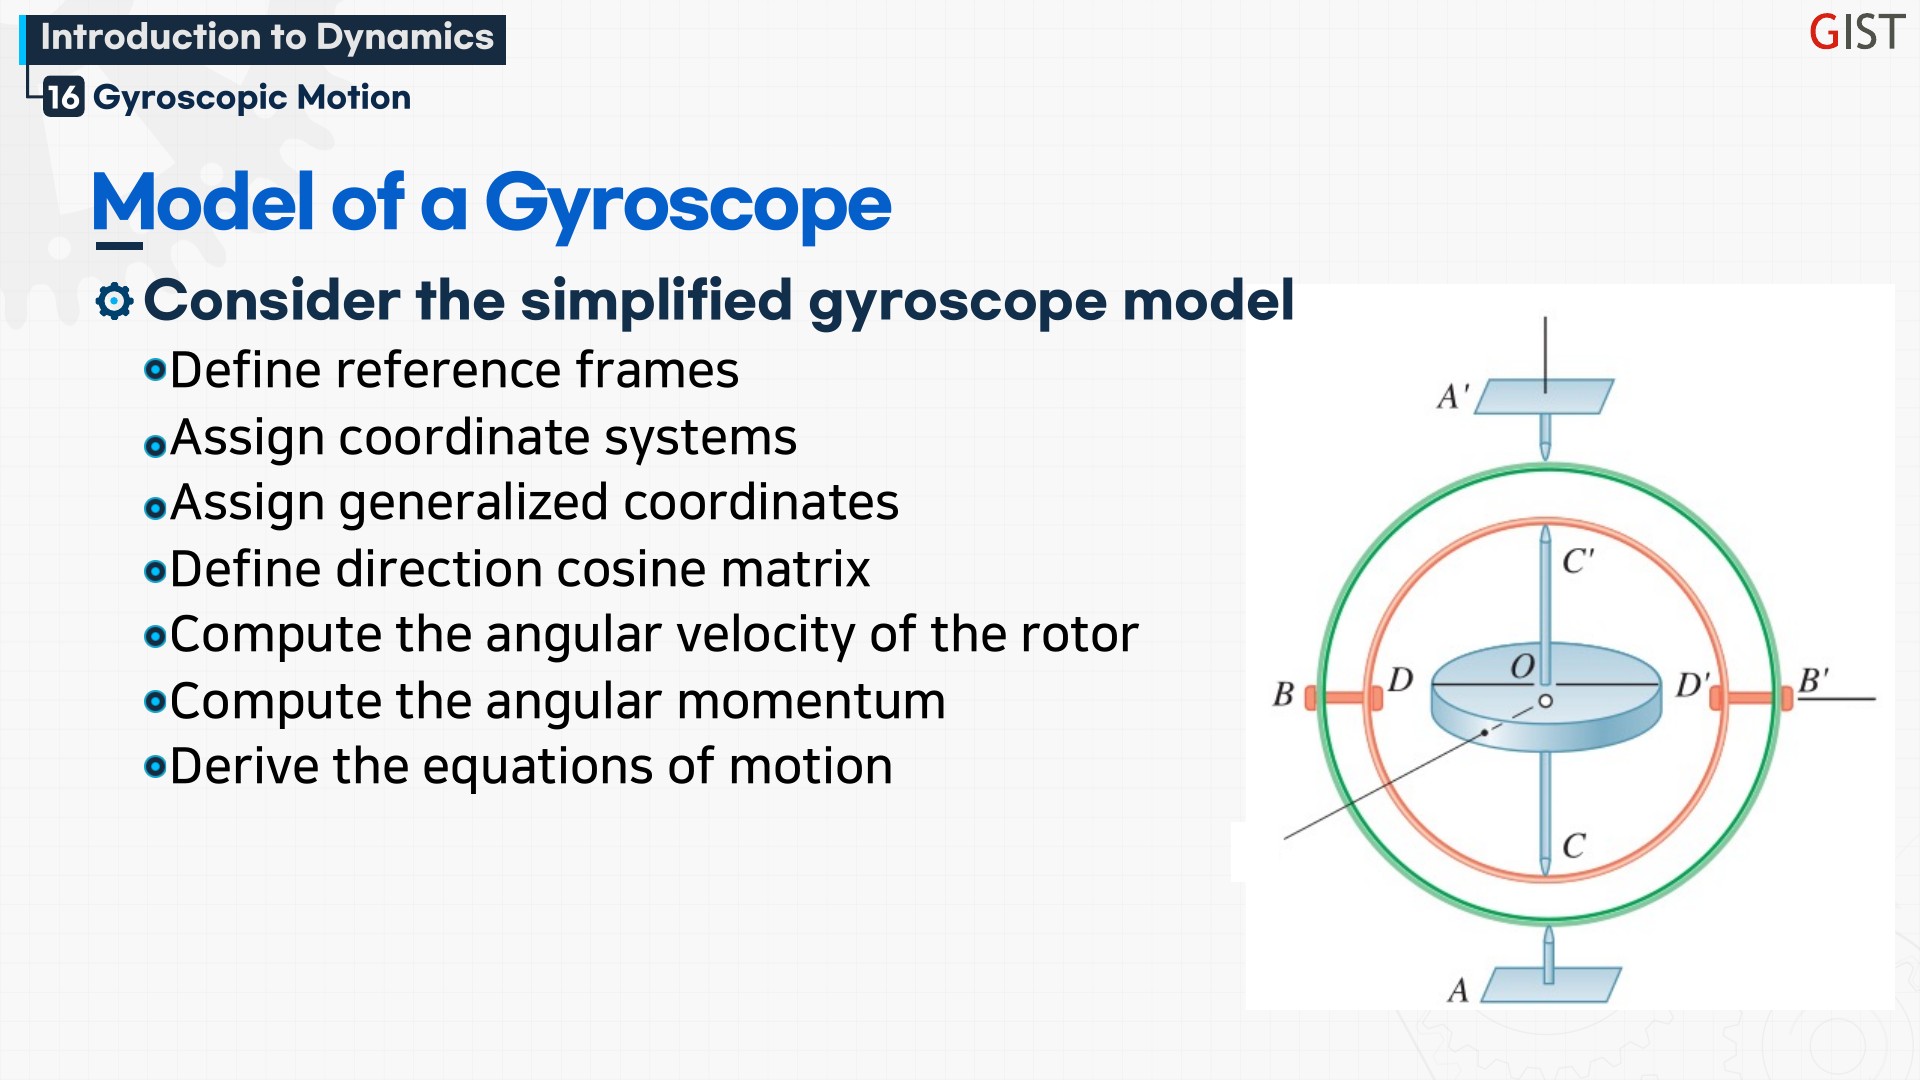 Introduction to Dynamics
GIST
16 Gyroscopic Motion
Model of a Gyroscope
Consider the simplified gyroscope model
Define reference frames
Assign coordinate systems
Assign generalized coordinates
Define direction cosine matrix
Compute the angular velocity of the rotor
Compute the angular momentum
Derive the equations of motion
A'
C'
O
B D D' B'
C
A